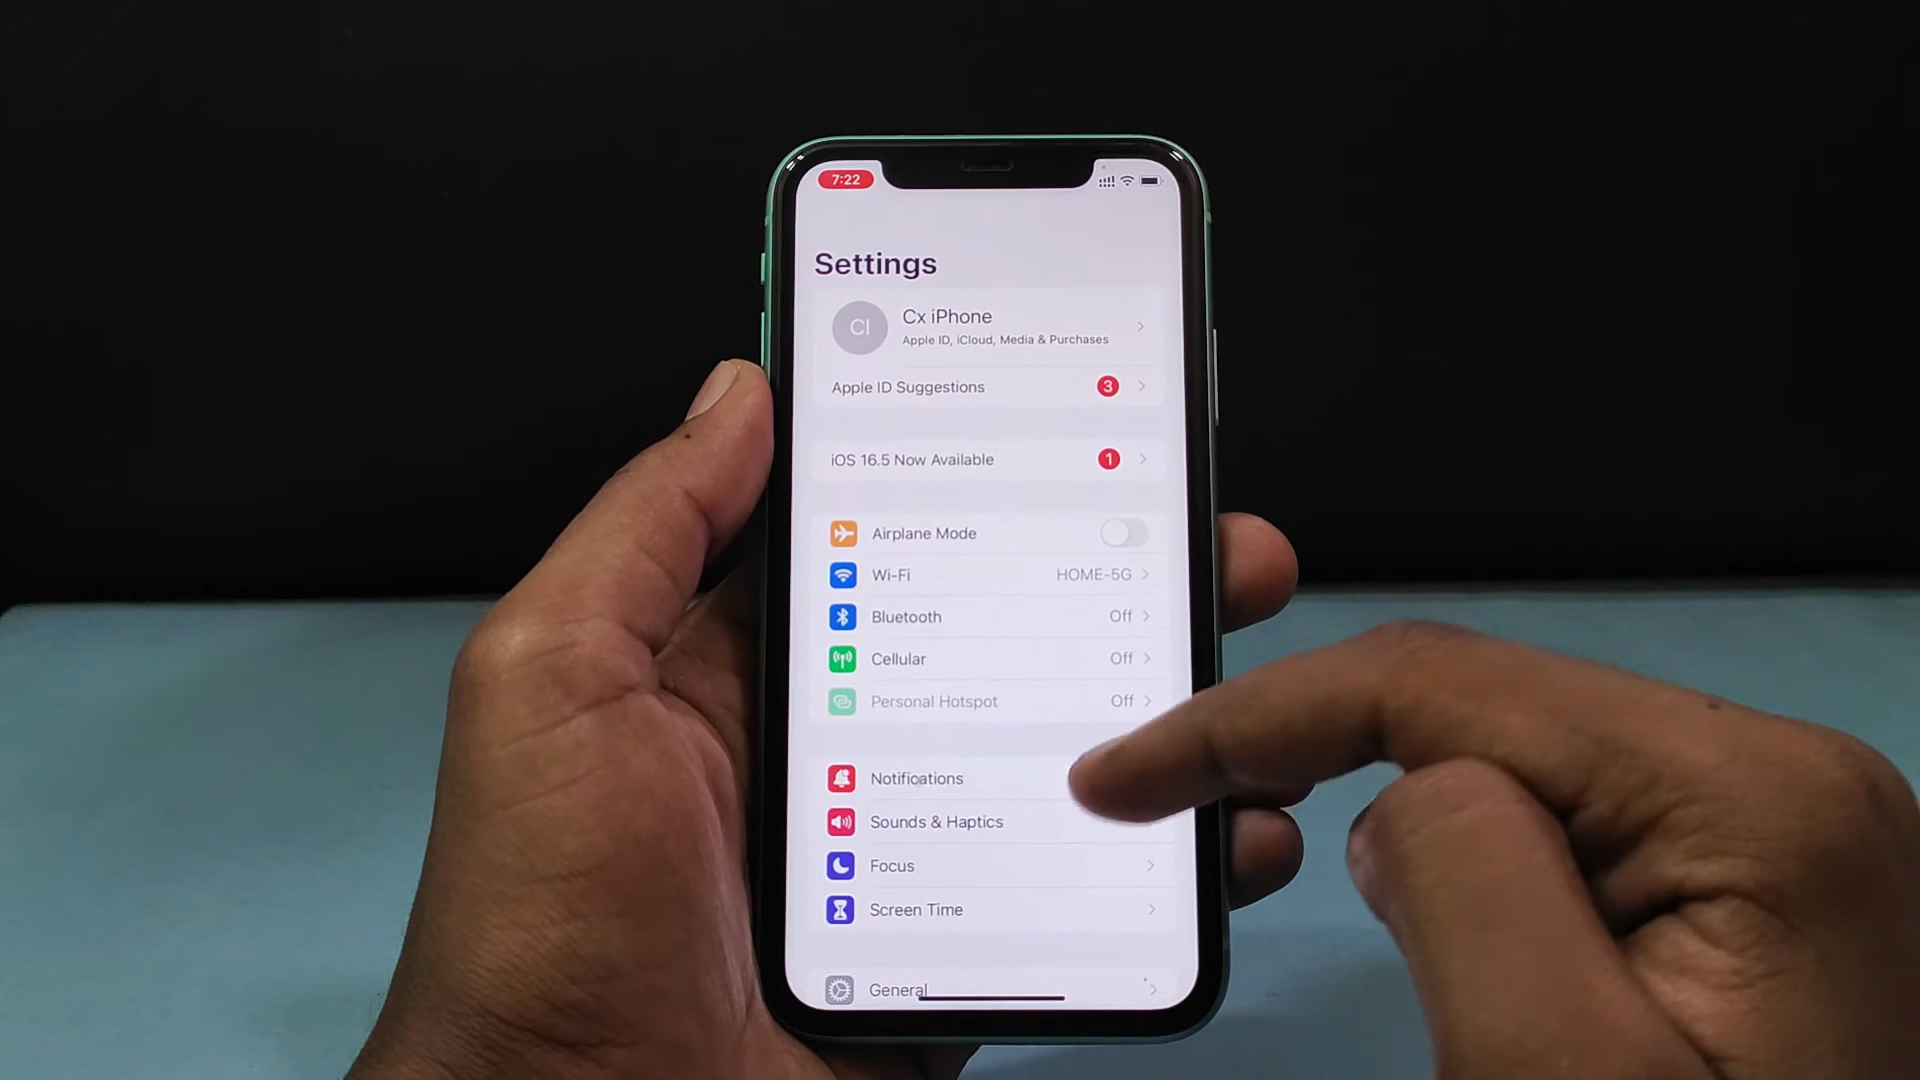 7:22
Settings
CI
Cx iPhone
Apple ID, iCloud, Media & Purchases
Apple ID Suggestions 3
iOS 16.5 Now Available 1
Airplane Mode
Wi-Fi HOME-5G
Bluetooth Off
Cellular Off
Personal Hotspot Off
Notifications
Sounds & Haptics
Focus
Screen Time
General